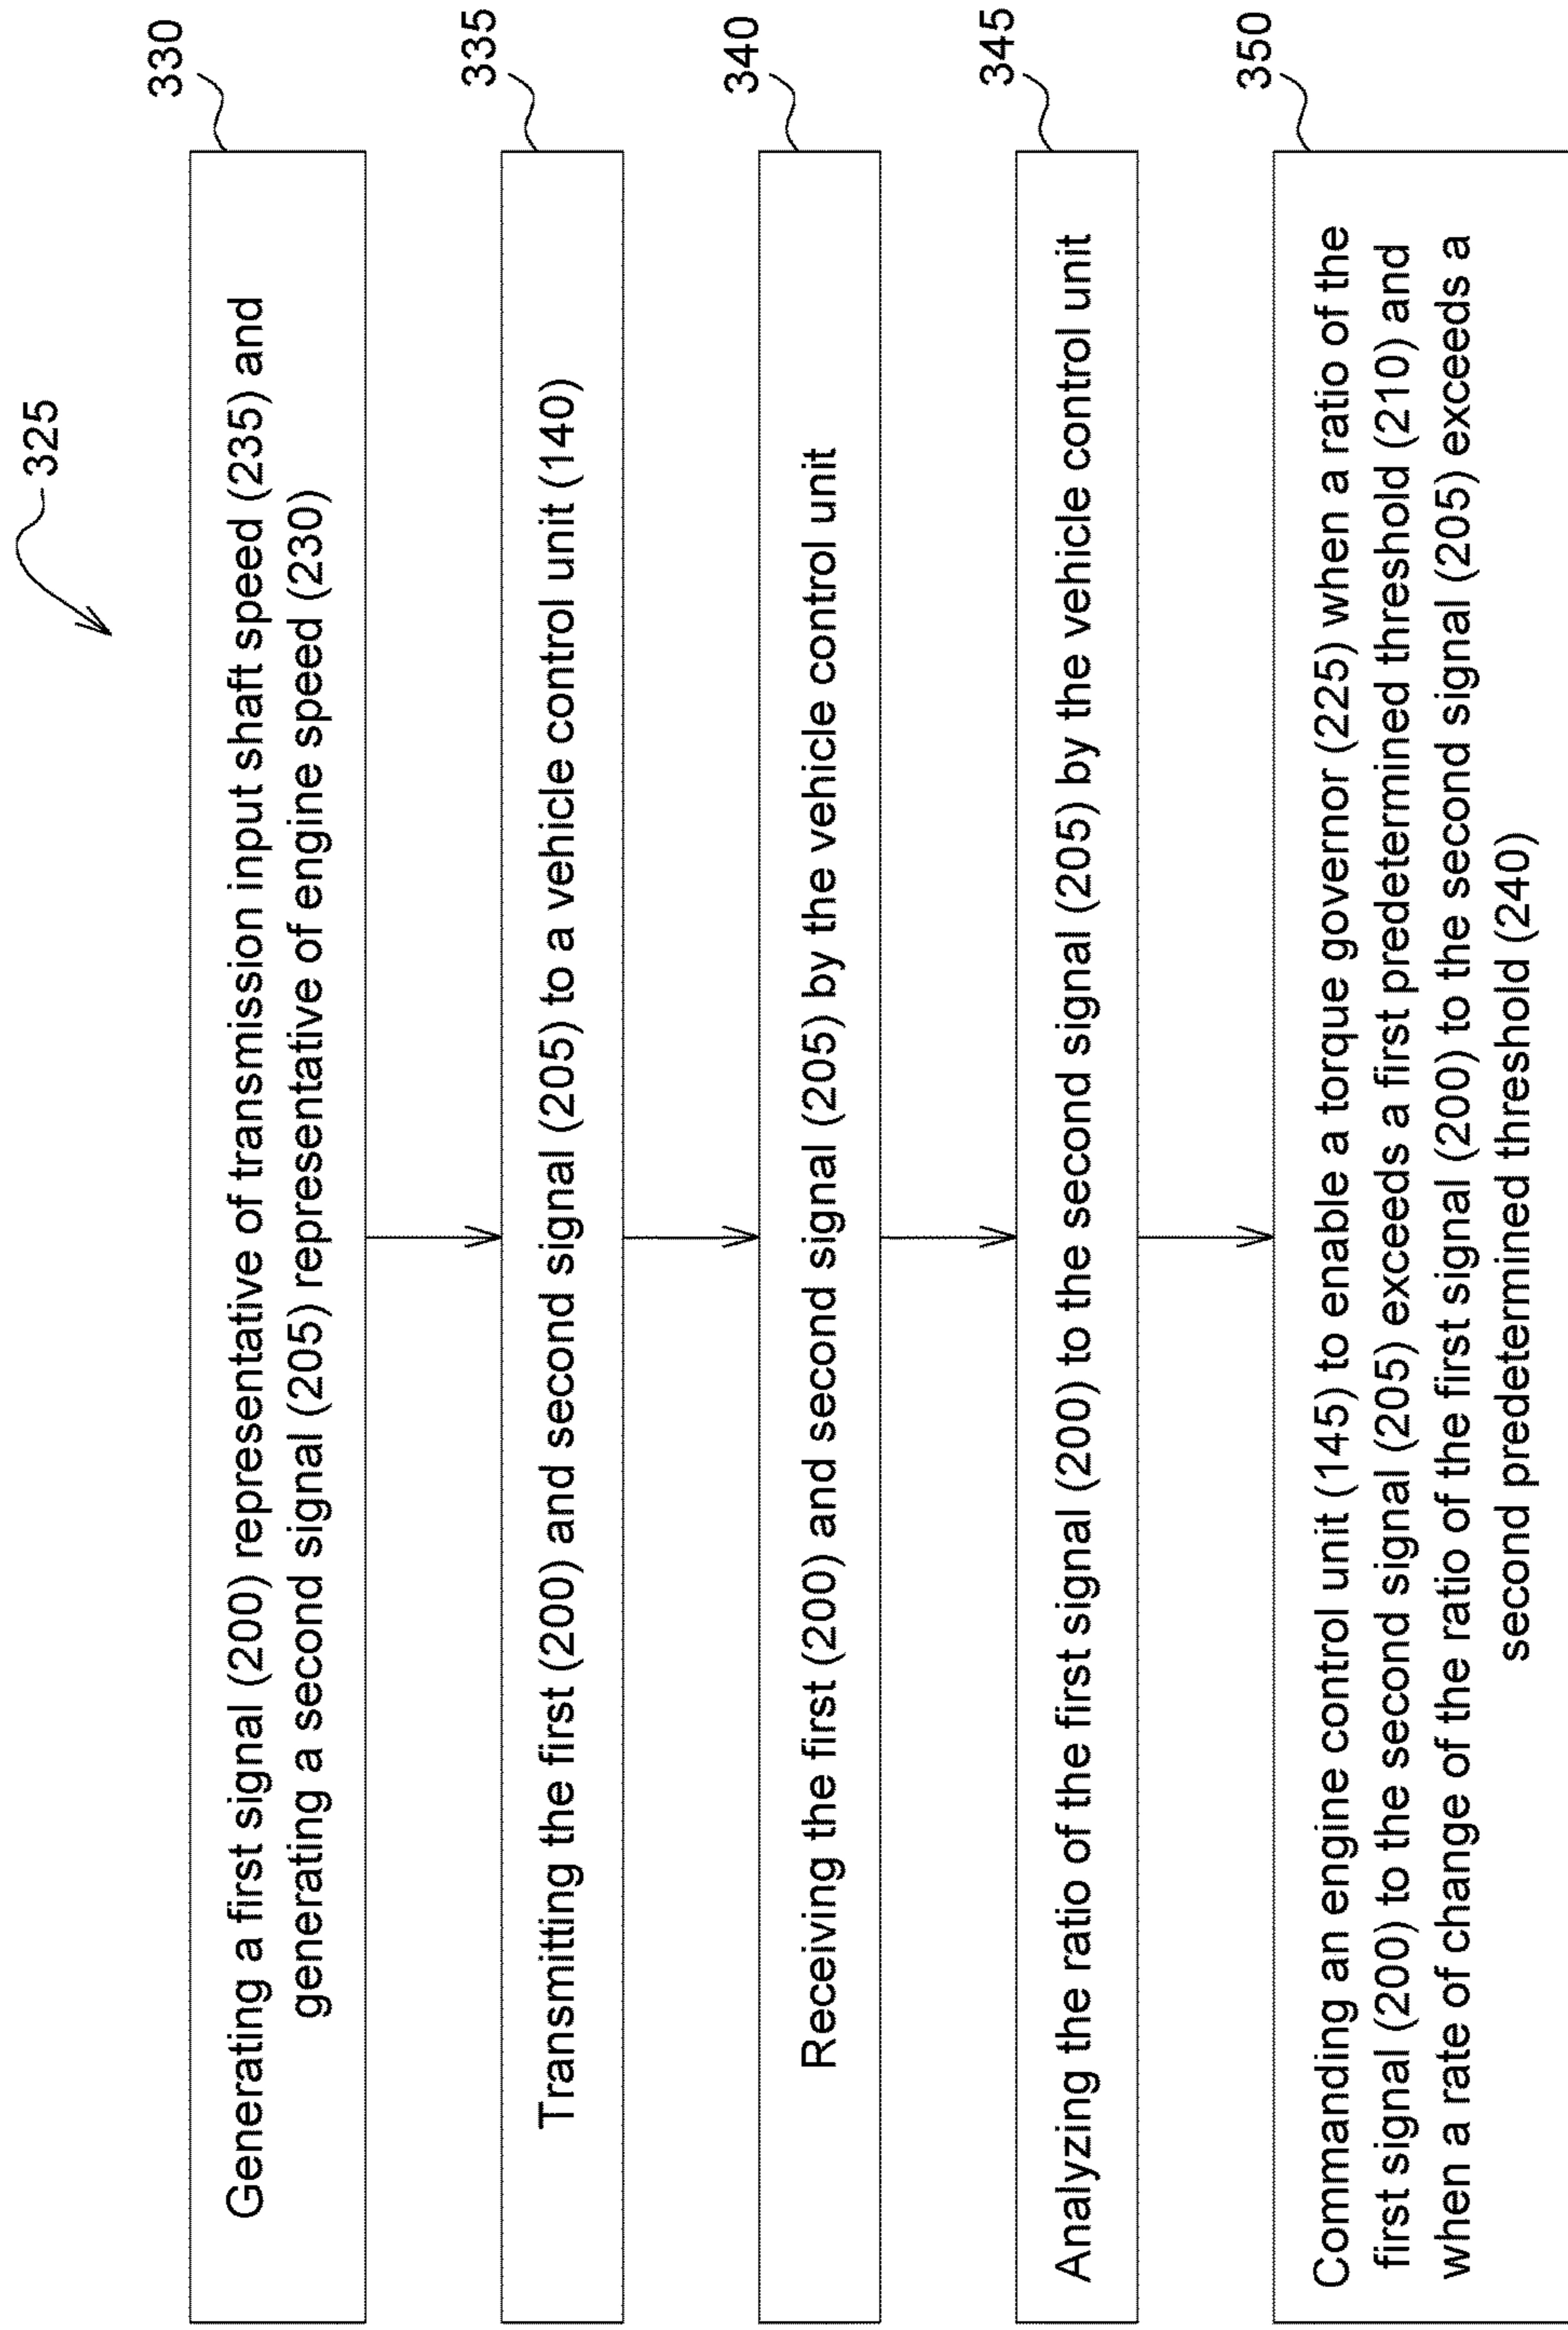 325
330
Generating a first signal (200) representative of transmission input shaft speed (235) and
generating a second signal (205) representative of engine speed (230)
335
Transmitting the first (200) and second signal (205) to a vehicle control unit (140)
340
Receiving the first (200) and second signal (205) by the vehicle control unit
345
Analyzing the ratio of the first signal (200) to the second signal (205) by the vehicle control unit
350
Commanding an engine control unit (145) to enable a torque governor (225) when a ratio of the
first signal (200) to the second signal (205) exceeds a first predetermined threshold (210) and
when a rate of change of the ratio of the first signal (200) to the second signal (205) exceeds a
second predetermined threshold (240)